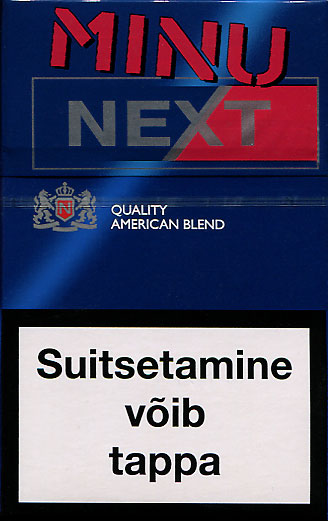 MINU
NEXT
N
QUALITY
AMERICAN BLEND
Suitsetamine
võib
tappa